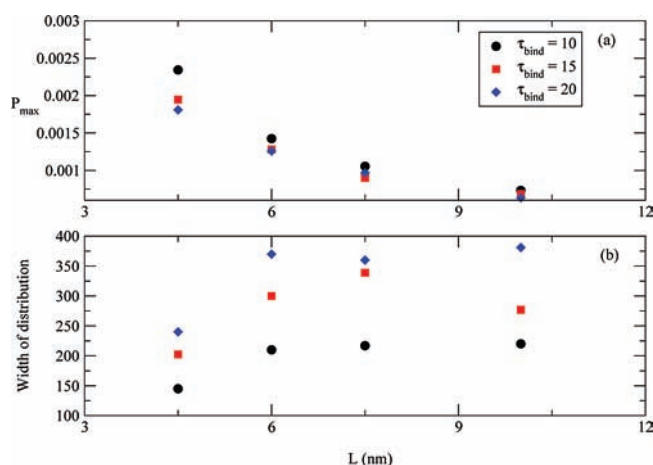 0.003
0.0025
0.002
0.0015
0.001
P_max
τ_bind = 10
τ_bind = 15
τ_bind = 20
(a)
3 6 9 12
400
350
300
250
200
150
100
Width of distribution
(b)
3 6 9 12
L (nm)